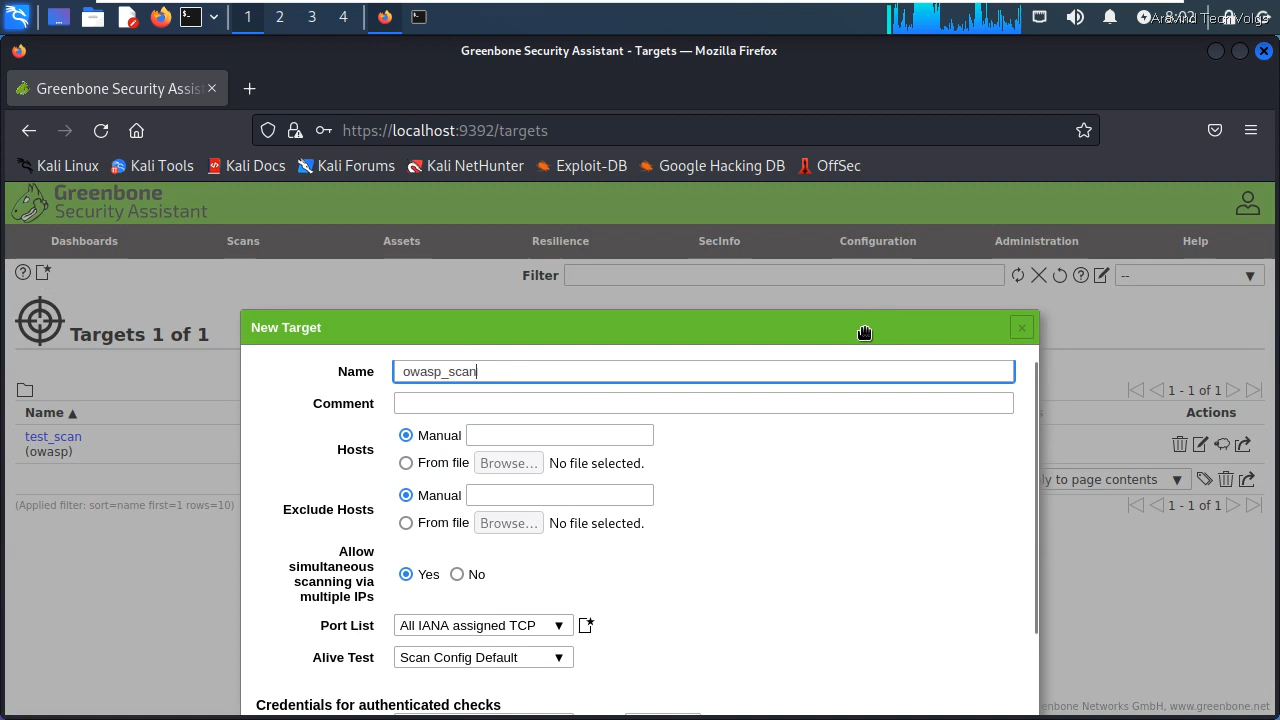 1 2 3 4
Aravind Tech Voice
8:02
Greenbone Security Assistant - Targets — Mozilla Firefox
Greenbone Security Assis
https://localhost:9392/targets
Kali Linux Kali Tools Kali Docs Kali Forums Kali NetHunter Exploit-DB Google Hacking DB OffSec
Greenbone
Security Assistant
Dashboards Scans Assets Resilience SecInfo Configuration Administration Help
Filter --
Targets 1 of 1
New Target ×
Name owasp_scan
Comment
Hosts
Manual
From file Browse... No file selected.
Exclude Hosts
Manual
From file Browse... No file selected.
Allow
simultaneous
scanning via
multiple IPs
Yes No
Port List All IANA assigned TCP ▼
Alive Test Scan Config Default ▼
Credentials for authenticated checks
1 - 1 of 1
Name ▲ Actions
test_scan
(owasp)
ly to page contents ▼
(Applied filter: sort=name first=1 rows=10)
1 - 1 of 1
enbone Networks GmbH, www.greenbone.net